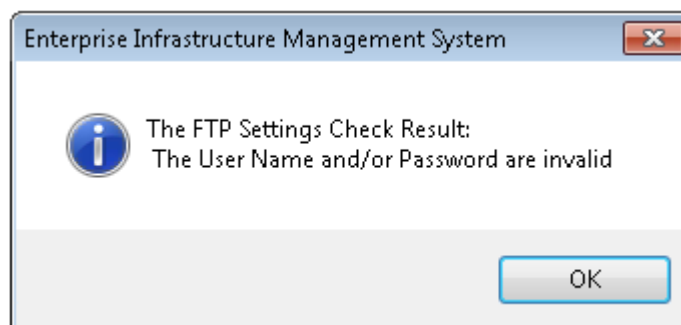 Enterprise Infrastructure Management System
The FTP Settings Check Result:
The User Name and/or Password are invalid
OK